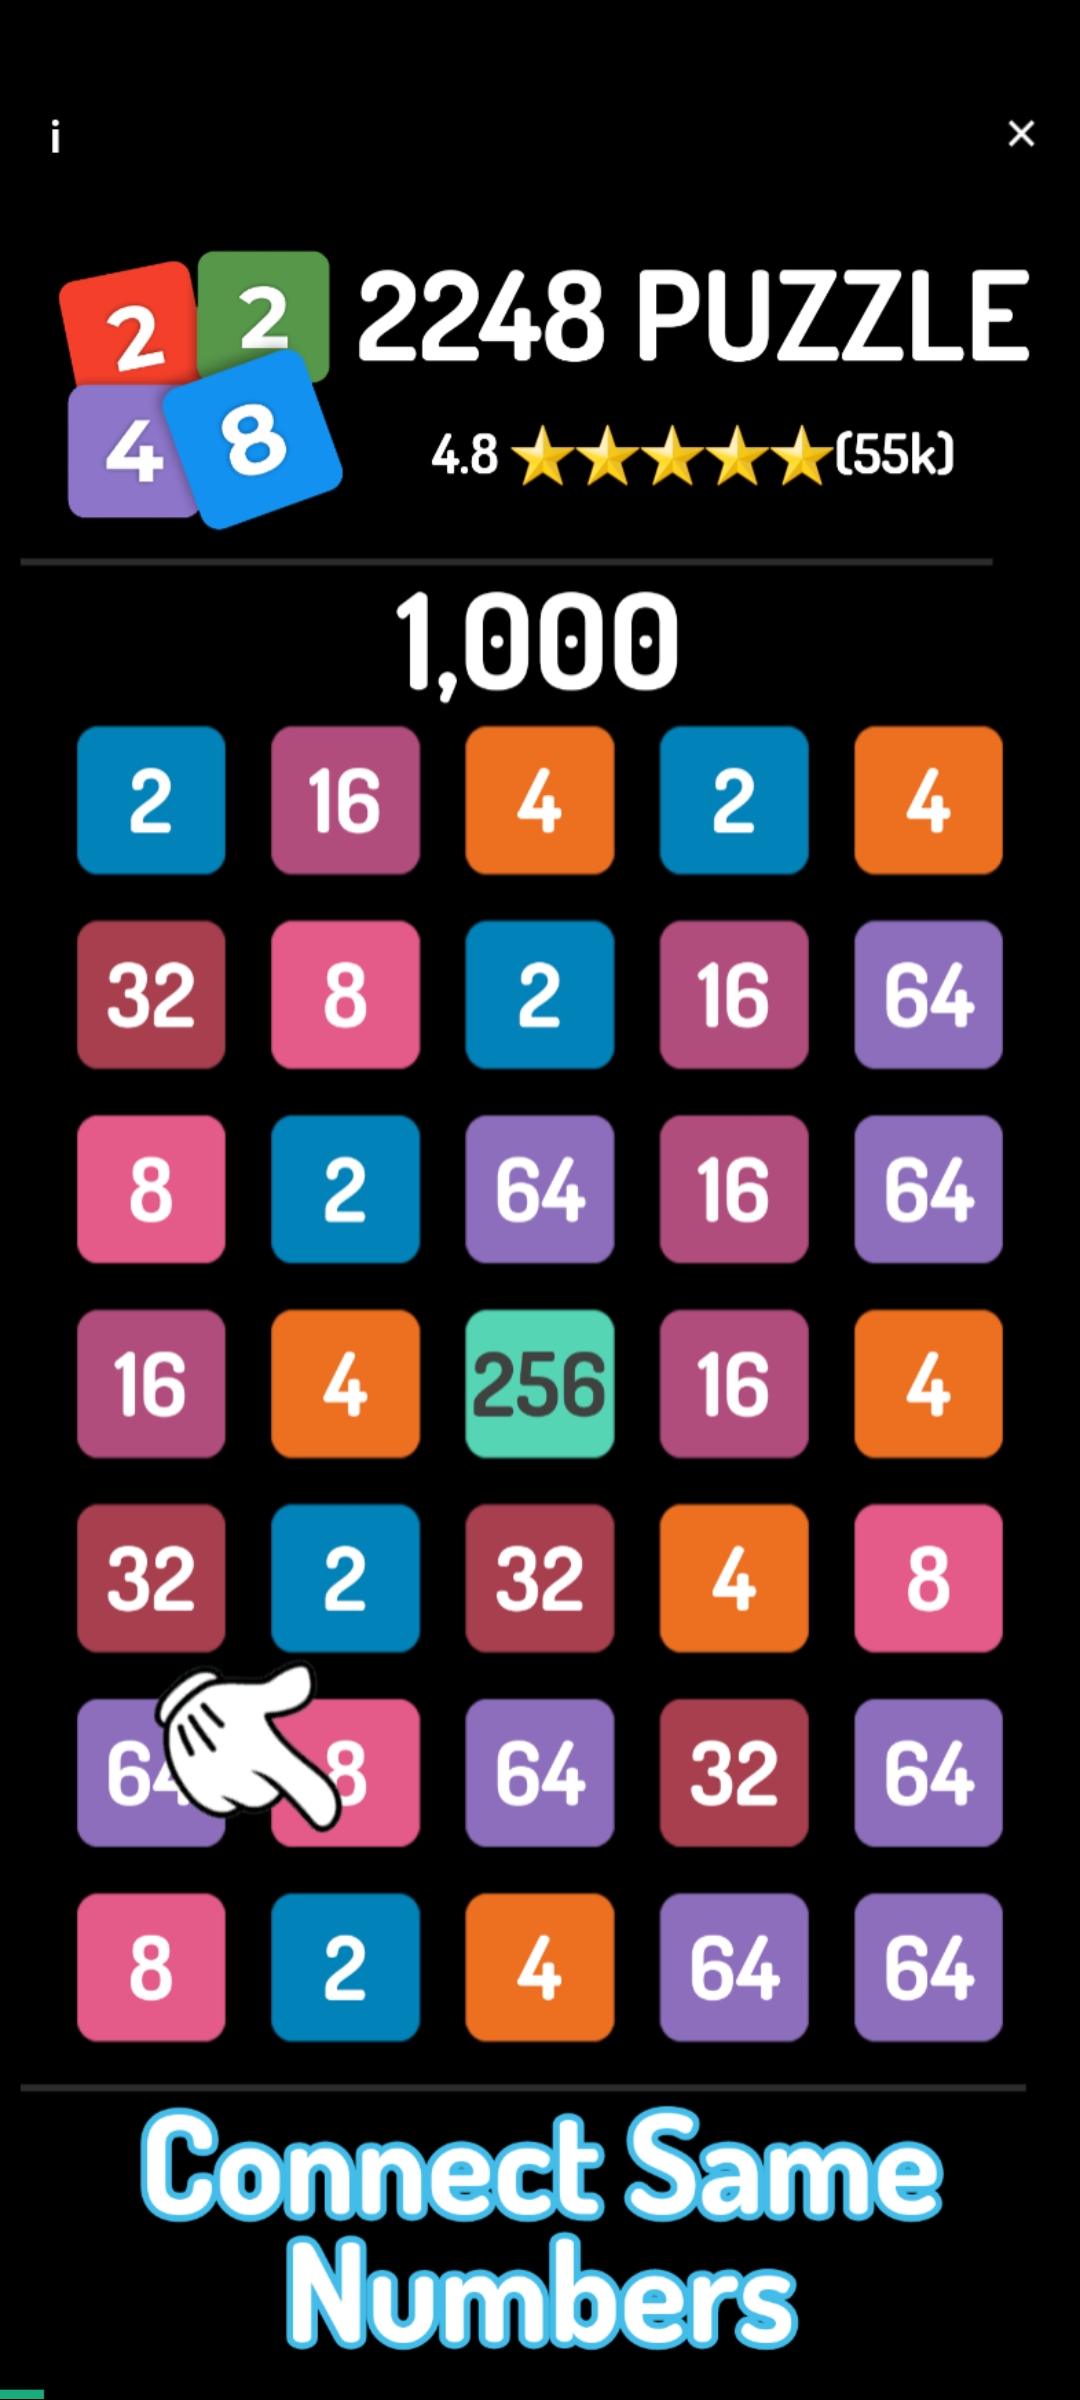 i ×
2 2
4 8
2248 PUZZLE
4.8 ⭐⭐⭐⭐⭐(55k)
1,000
2 16 4 2 4
32 8 2 16 64
8 2 64 16 64
16 4 256 16 4
32 2 32 4 8
64 8 64 32 64
8 2 4 64 64
Connect Same
Numbers